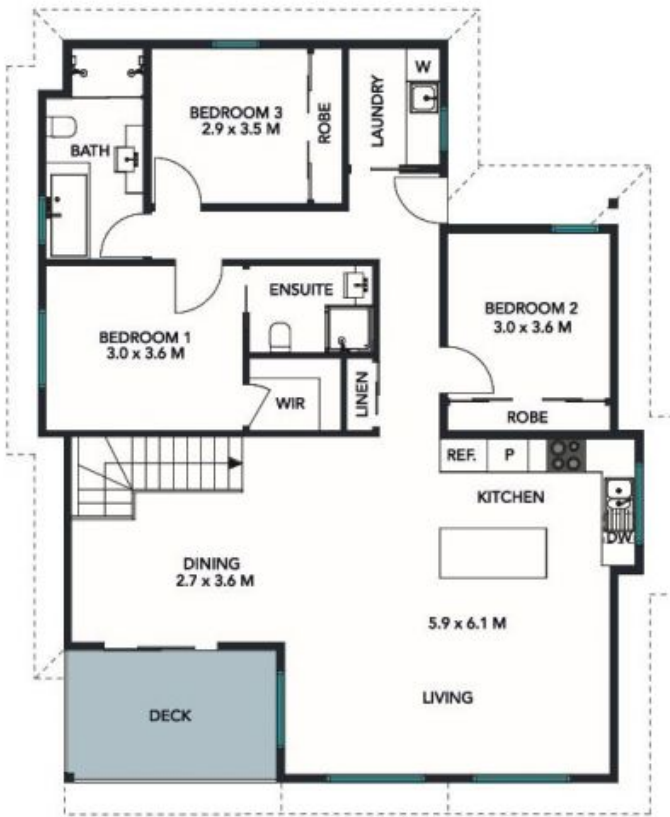 W
BEDROOM 3
2.9 x 3.5 M
ROBE
LAUNDRY
BATH
ENSUITE
BEDROOM 2
3.0 x 3.6 M
BEDROOM 1
3.0 x 3.6 M
WIR
LINEN
ROBE
REF.
P
KITCHEN
DW
DINING
2.7 x 3.6 M
5.9 x 6.1 M
LIVING
DECK